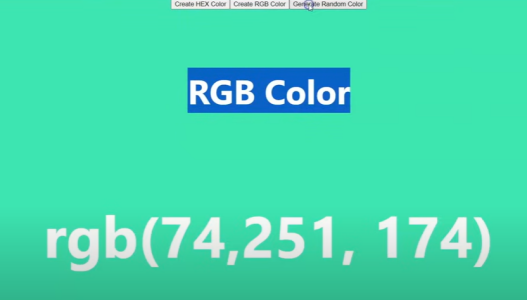 Create HEX Color Create RGB Color Generate Random Color
RGB Color
rgb(74,251, 174)